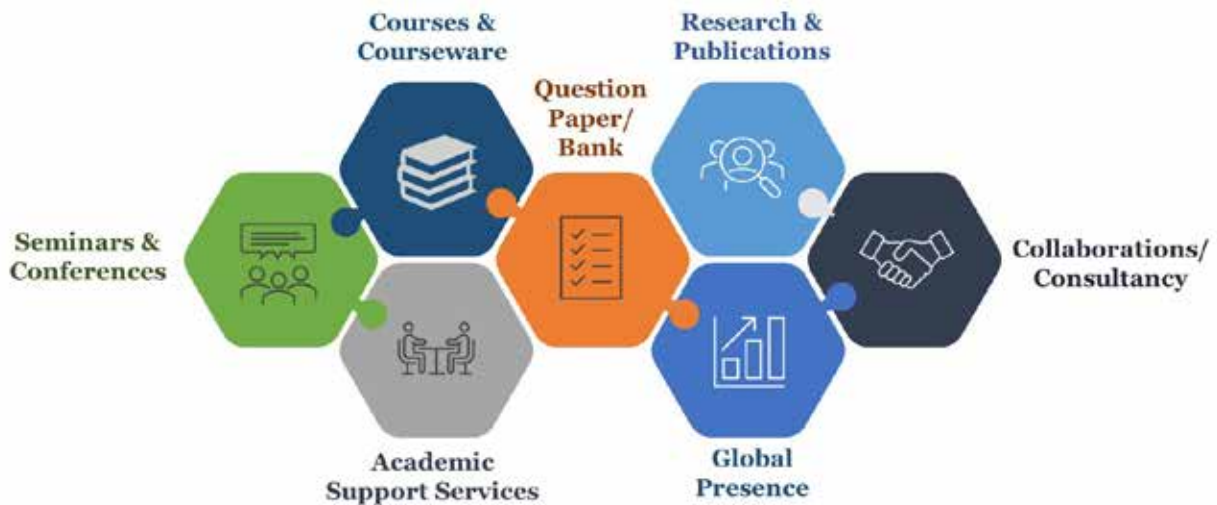 Courses &
Courseware
Research &
Publications
Question
Paper/
Bank
Seminars &
Conferences
Collaborations/
Consultancy
Academic
Support Services
Global
Presence